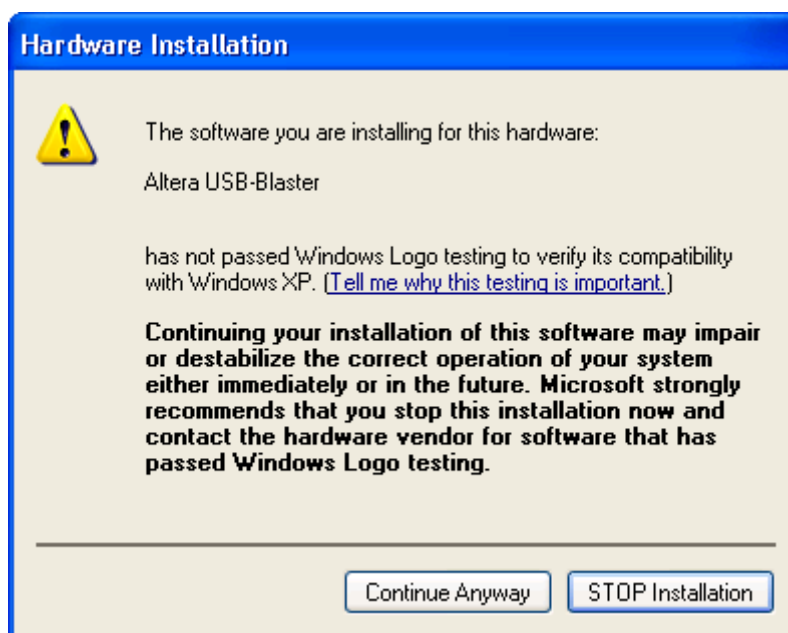 Hardware Installation
The software you are installing for this hardware:
Altera USB-Blaster
has not passed Windows Logo testing to verify its compatibility
with Windows XP. (Tell me why this testing is important.)
Continuing your installation of this software may impair
or destabilize the correct operation of your system
either immediately or in the future. Microsoft strongly
recommends that you stop this installation now and
contact the hardware vendor for software that has
passed Windows Logo testing.
Continue Anyway
STOP Installation